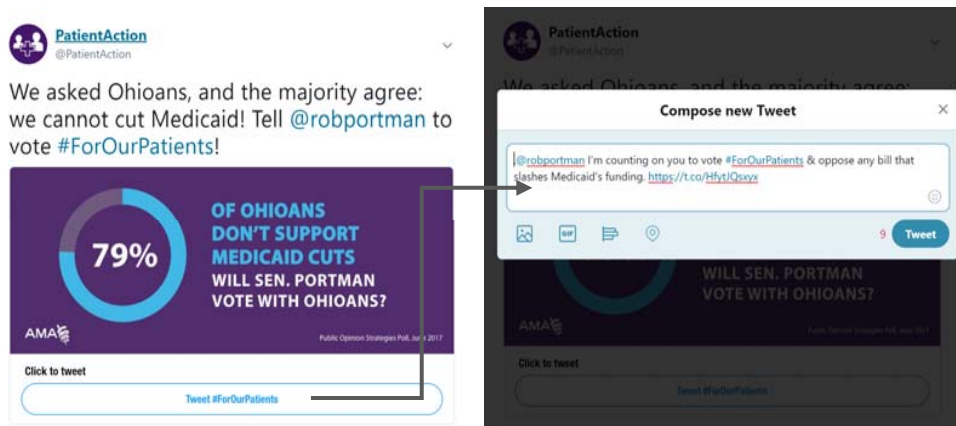 PatientAction
@PatientAction
We asked Ohioans, and the majority agree:
we cannot cut Medicaid! Tell @robportman to
vote #ForOurPatients!
79%
OF OHIOANS
DON'T SUPPORT
MEDICAID CUTS
WILL SEN. PORTMAN
VOTE WITH OHIOANS?
AMA
Public Opinion Strategies Poll, June 2017
Click to tweet
Tweet #ForOurPatients
PatientAction
@PatientAction
We asked Ohioans, and the majority agree:
Compose new Tweet
.@robportman I'm counting on you to vote #ForOurPatients & oppose any bill that
slashes Medicaid's funding. https://t.co/HfytJQsxyx
GIF
9 Tweet
WILL SEN. PORTMAN
VOTE WITH OHIOANS?
AMA
Public Opinion Strategies Poll, June 2017
Click to tweet
Tweet #ForOurPatients